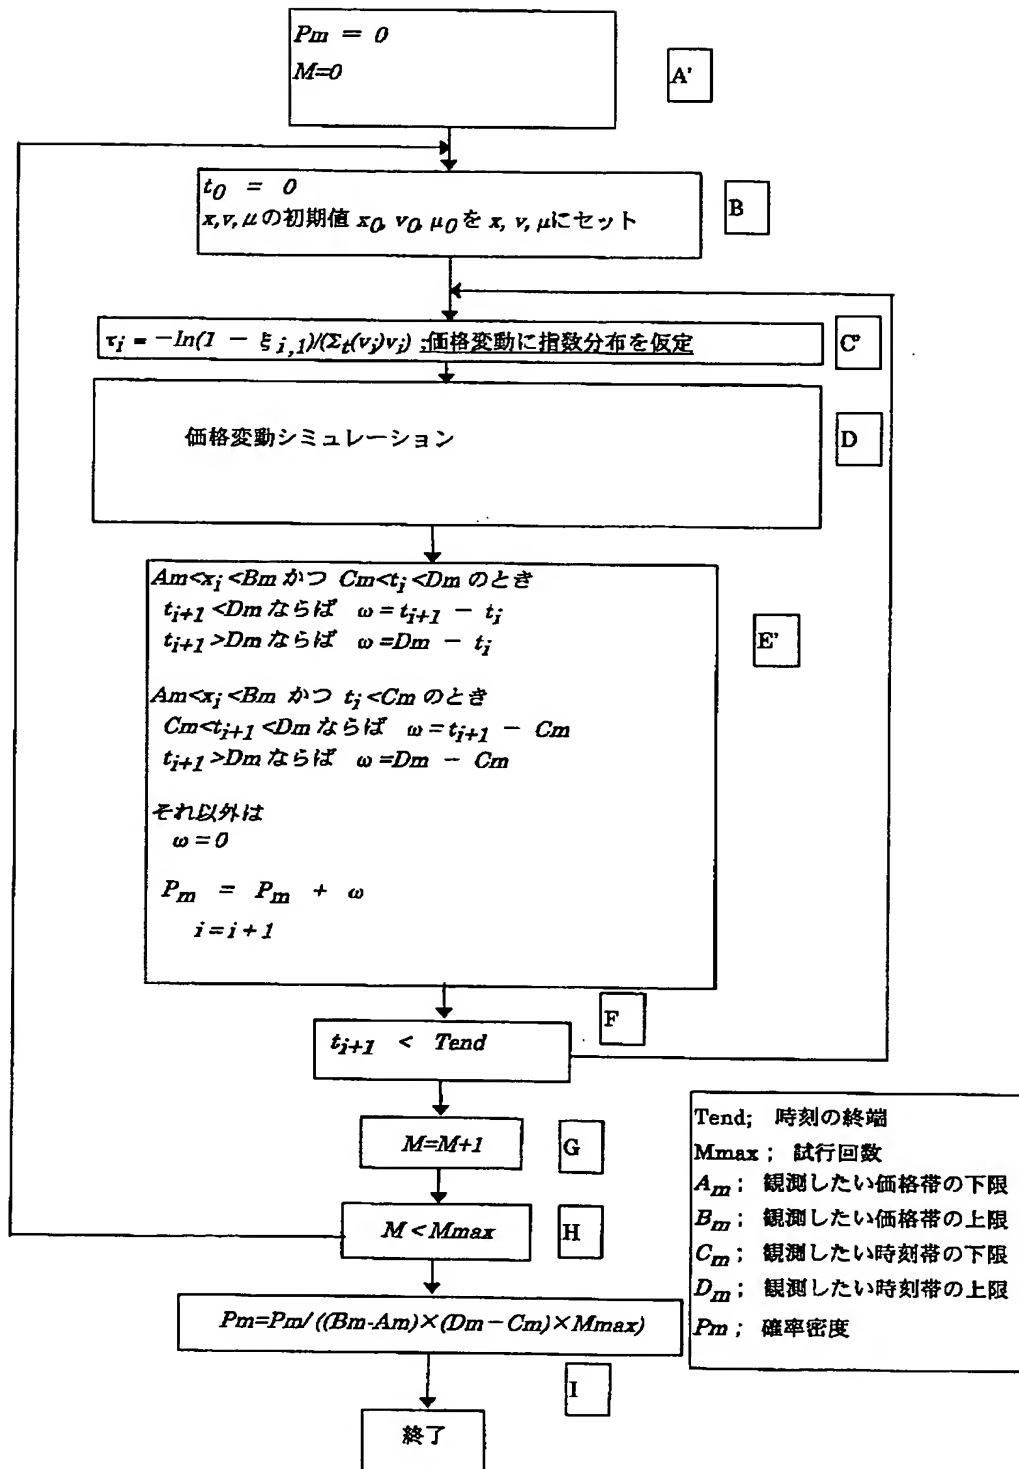 Pm = 0
M=0
A'
t0 = 0
x,v,μの初期値 x0, v0, μ0を x, v, μにセット
B
τi = -ln(1 - ξi,1)/(Σt(vi)vi) ;価格変動に指数分布を仮定
C'
価格変動シミュレーション
D
Am<xi<Bm かつ Cm<ti<Dm のとき
ti+1<Dm ならば ω=ti+1 - ti
ti+1>Dm ならば ω=Dm - ti
E'
Am<xi<Bm かつ ti<Cm のとき
Cm<ti+1<Dm ならば ω=ti+1 - Cm
ti+1>Dm ならば ω=Dm - Cm
それ以外は
ω=0
Pm = Pm + ω
i=i+1
F
ti+1 < Tend
M=M+1
G
M<Mmax
H
Pm=Pm/((Bm-Am)×(Dm-Cm)×Mmax)
I
終了
Tend; 時刻の終端
Mmax; 試行回数
Am; 観測したい価格帯の下限
Bm; 観測したい価格帯の上限
Cm; 観測したい時刻帯の下限
Dm; 観測したい時刻帯の上限
Pm; 確率密度